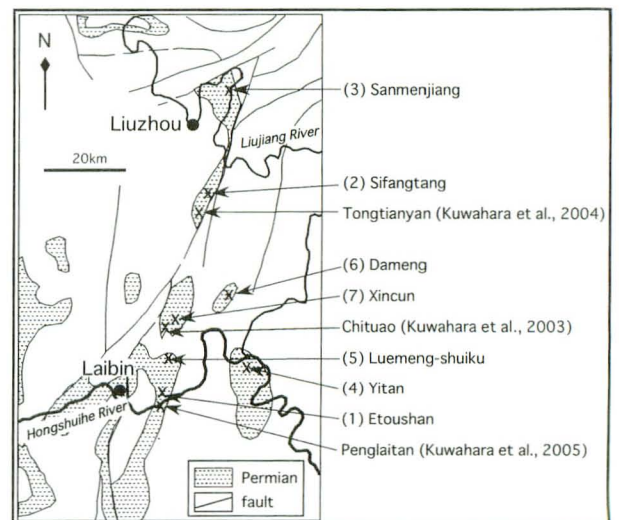 N
(3) Sanmenjiang
Liuzhou
Liujiang River
20km
(2) Sifangtang
Tongtianyan (Kuwahara et al., 2004)
(6) Dameng
(7) Xincun
Chituao (Kuwahara et al., 2003)
(5) Luemeng-shuiku
Laibin
(4) Yitan
(1) Etoushan
Hongshuihe River
Penglaitan (Kuwahara et al., 2005)
Permian
fault